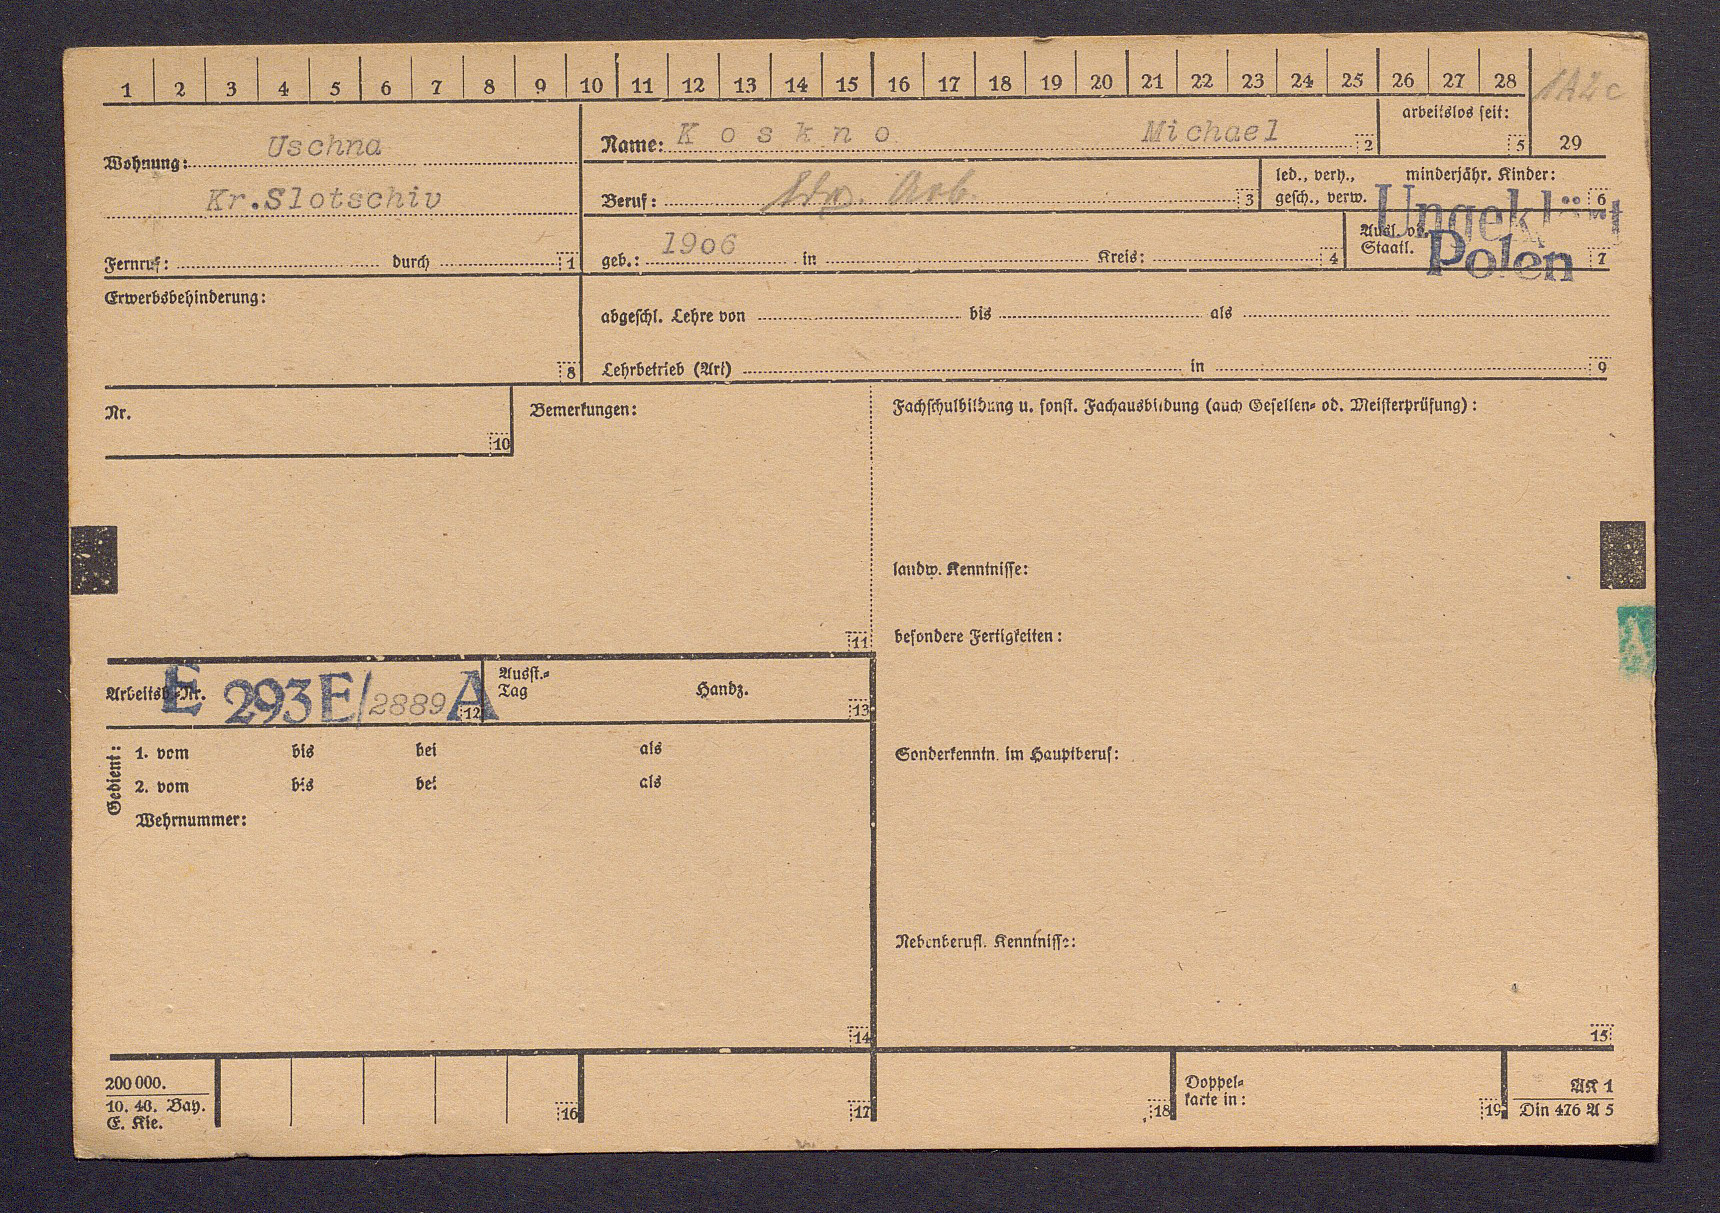 1 2 3 4 5 6 7 8 9 10 11 12 13 14 15 16 17 18 19 20 21 22 23 24 25 26 27 28
Wohnung: Uschna
Kr.Slotschiv
Fernruf: durch 1
Name: K o s k n o Michael 2
arbeitslos seit: 5
29
Beruf: Arb. 3
led., verh., gesch., verw. minderjähr. Kinder: 6
geb.: 1906 in Kreis: 4
Ausl. od.
Staatl. 7
Ungeklärt
Polen
Erwerbsbehinderung: 8
abgeschl. Lehre von bis als
Lehrbetrieb (Art) in 9
Nr. 10
Bemerkungen: 11
Fachschulbildung u. sonst. Fachausbildung (auch Gesellen- od. Meisterprüfung):
landw. Kenntnisse:
besondere Fertigkeiten:
Arbeitsb.-Nr. E 293E/2889 A 12
Ausst.-
Tag Handz. 13
Gedient:
1. vom bis bei als
2. vom bis bei als
Wehrnummer:
14
Sonderkenntn. im Hauptberuf:
Nebenberufl. Kenntnisse:
15
200 000.
10. 40. Bay.
E. Kie.
16
17
18
Doppel-
karte in: 19
AK 1
Din 476 A 5